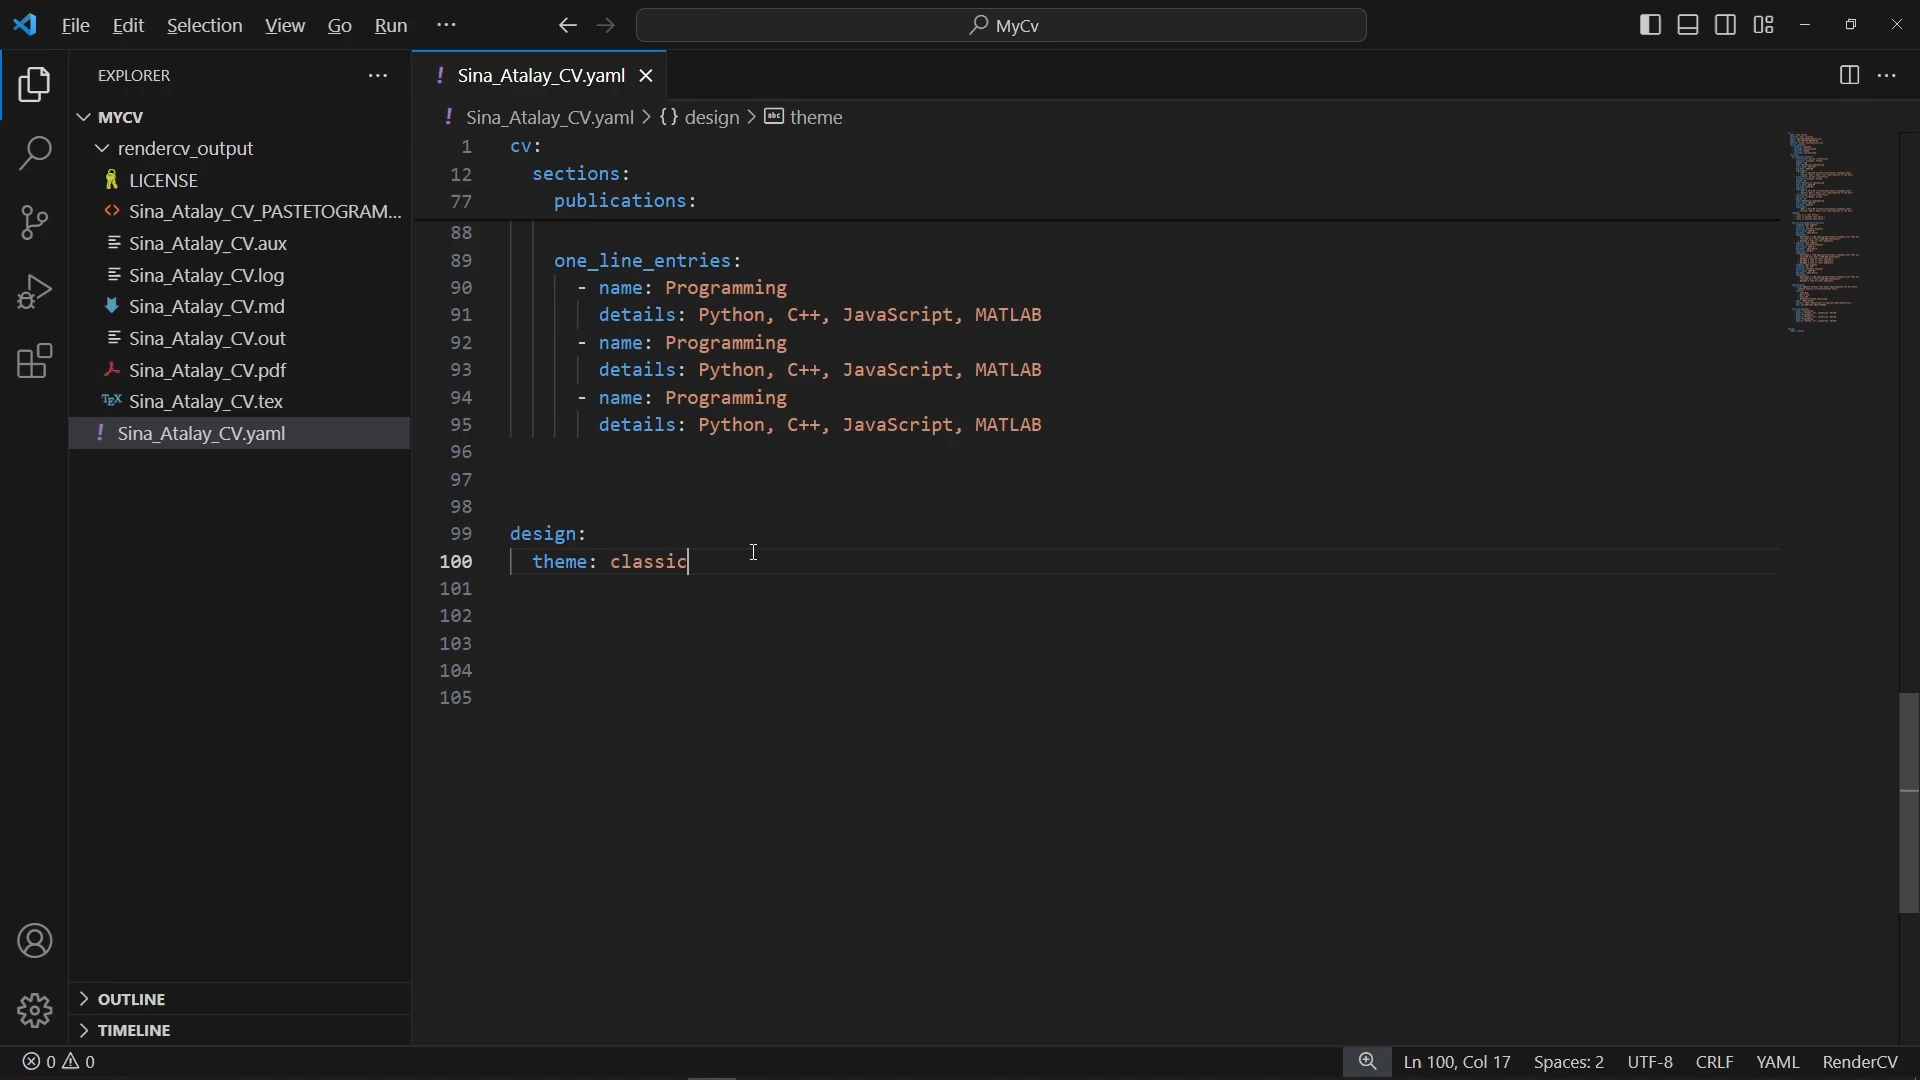 File Edit Selection View Go Run ··· MyCv
EXPLORER ···
MYCV
rendercv_output
LICENSE
Sina_Atalay_CV_PASTETOGRAM...
Sina_Atalay_CV.aux
Sina_Atalay_CV.log
Sina_Atalay_CV.md
Sina_Atalay_CV.out
Sina_Atalay_CV.pdf
TEX Sina_Atalay_CV.tex
! Sina_Atalay_CV.yaml
OUTLINE
TIMELINE
! Sina_Atalay_CV.yaml
! Sina_Atalay_CV.yaml > {} design > abc theme
1 cv:
12 sections:
77 publications:
88
89 one_line_entries:
90 - name: Programming
91 details: Python, C++, JavaScript, MATLAB
92 - name: Programming
93 details: Python, C++, JavaScript, MATLAB
94 - name: Programming
95 details: Python, C++, JavaScript, MATLAB
96
97
98
99 design:
100 theme: classic
101
102
103
104
105
0 0 Ln 100, Col 17 Spaces: 2 UTF-8 CRLF YAML RenderCV